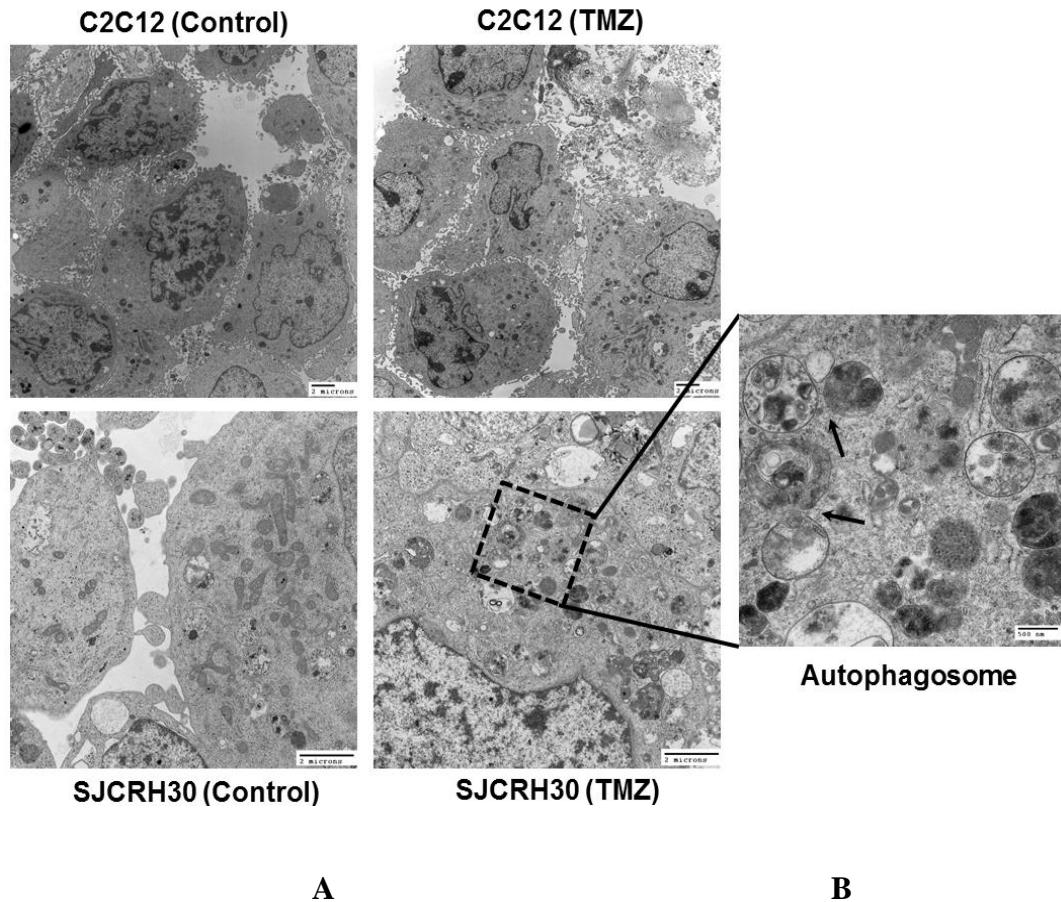 C2C12 (Control)
C2C12 (TMZ)
2 microns
2 microns
500 nm
Autophagosome
2 microns
2 microns
SJCRH30 (Control)
SJCRH30 (TMZ)
A
B